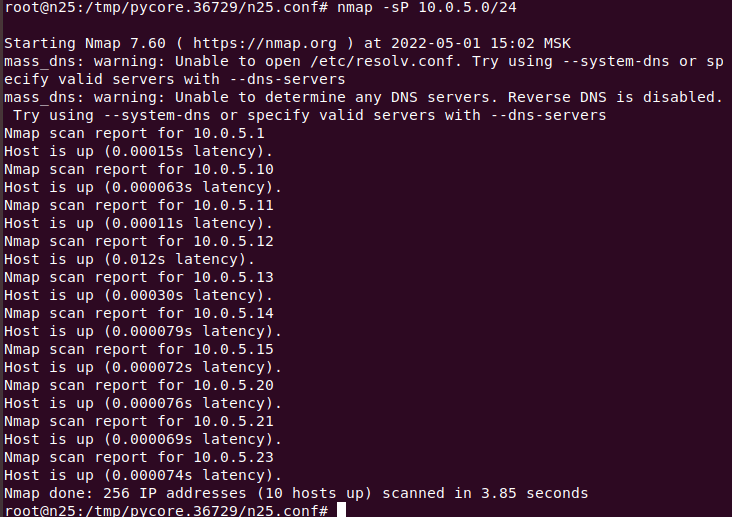 root@n25:/tmp/pycore.36729/n25.conf# nmap -sP 10.0.5.0/24
Starting Nmap 7.60 ( https://nmap.org ) at 2022-05-01 15:02 MSK
mass_dns: warning: Unable to open /etc/resolv.conf. Try using --system-dns or sp
ecify valid servers with --dns-servers
mass_dns: warning: Unable to determine any DNS servers. Reverse DNS is disabled.
 Try using --system-dns or specify valid servers with --dns-servers
Nmap scan report for 10.0.5.1
Host is up (0.00015s latency).
Nmap scan report for 10.0.5.10
Host is up (0.000063s latency).
Nmap scan report for 10.0.5.11
Host is up (0.00011s latency).
Nmap scan report for 10.0.5.12
Host is up (0.012s latency).
Nmap scan report for 10.0.5.13
Host is up (0.00030s latency).
Nmap scan report for 10.0.5.14
Host is up (0.000079s latency).
Nmap scan report for 10.0.5.15
Host is up (0.000072s latency).
Nmap scan report for 10.0.5.20
Host is up (0.000076s latency).
Nmap scan report for 10.0.5.21
Host is up (0.000069s latency).
Nmap scan report for 10.0.5.23
Host is up (0.000074s latency).
Nmap done: 256 IP addresses (10 hosts up) scanned in 3.85 seconds
root@n25:/tmp/pycore.36729/n25.conf#